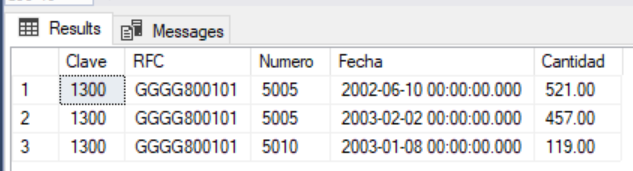 Results Messages
Clave RFC Numero Fecha Cantidad
1 1300 GGGG800101 5005 2002-06-10 00:00:00.000 521.00
2 1300 GGGG800101 5005 2003-02-02 00:00:00.000 457.00
3 1300 GGGG800101 5010 2003-01-08 00:00:00.000 119.00